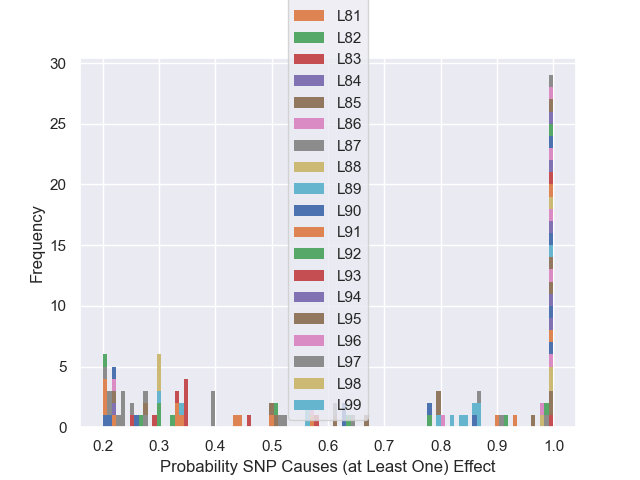 L81
L82
L83
L84
L85
L86
L87
L88
L89
L90
L91
L92
L93
L94
L95
L96
L97
L98
L99
30
25
20
15
10
5
0
Frequency
0.2 0.3 0.4 0.5 0.6 0.7 0.8 0.9 1.0
Probability SNP Causes (at Least One) Effect